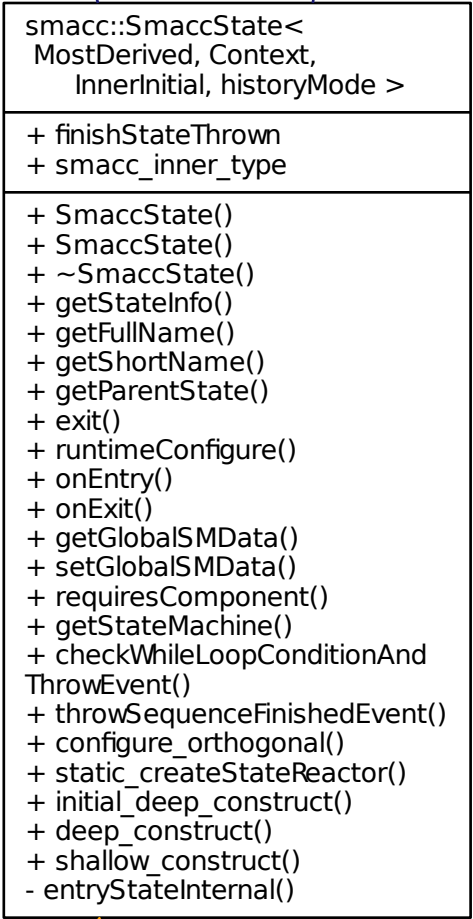 smacc::SmaccState<
MostDerived, Context,
InnerInitial, historyMode >
+ finishStateThrown
+ smacc_inner_type
+ SmaccState()
+ SmaccState()
+ ~SmaccState()
+ getStateInfo()
+ getFullName()
+ getShortName()
+ getParentState()
+ exit()
+ runtimeConfigure()
+ onEntry()
+ onExit()
+ getGlobalSMData()
+ setGlobalSMData()
+ requiresComponent()
+ getStateMachine()
+ checkWhileLoopConditionAnd
ThrowEvent()
+ throwSequenceFinishedEvent()
+ configure_orthogonal()
+ static_createStateReactor()
+ initial_deep_construct()
+ deep_construct()
+ shallow_construct()
- entryStateInternal()